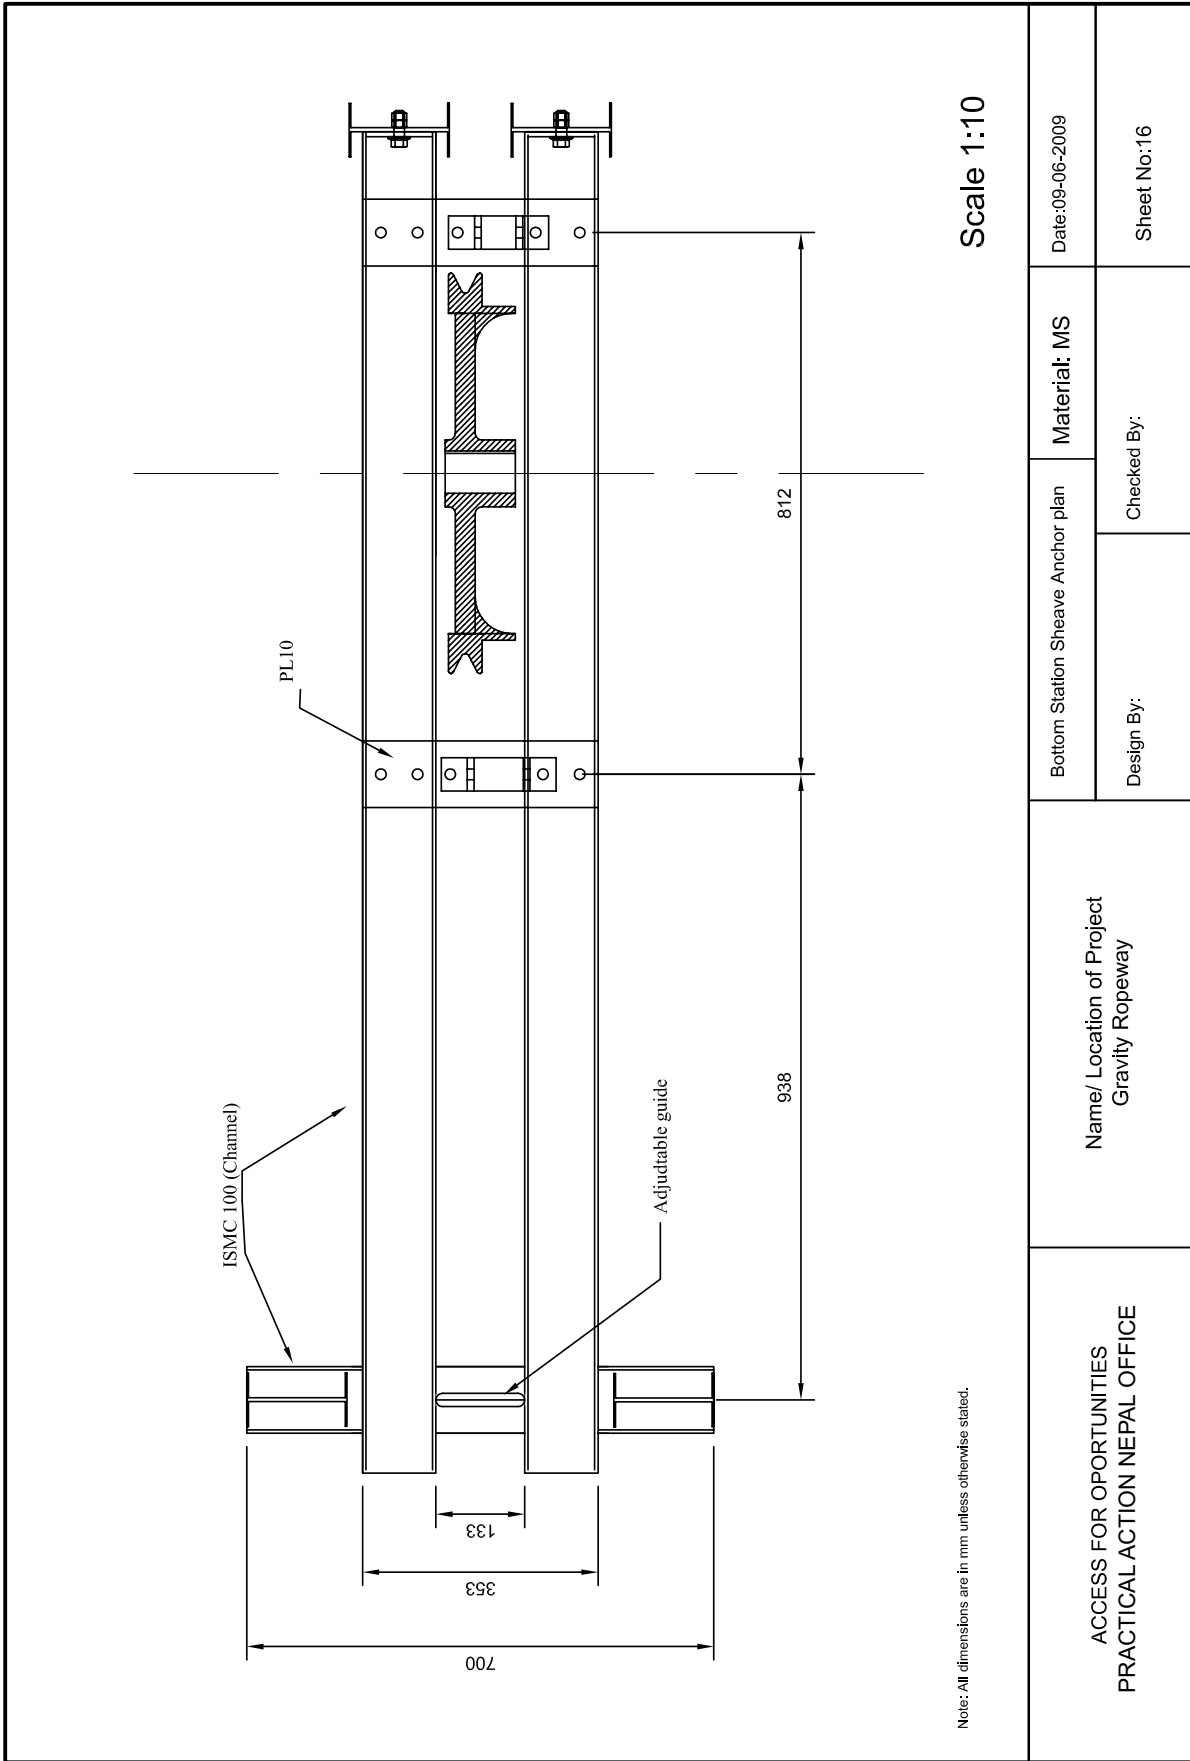 ISMC 100 (Channel)
PL10
Adjudtable guide
700
353
133
938
812
Scale 1:10
Note: All dimensions are in mm unless otherwise stated.
ACCESS FOR OPORTUNITIES
PRACTICAL ACTION NEPAL OFFICE
Name/ Location of Project
Gravity Ropeway
Bottom Station Sheave Anchor plan
Material: MS
Date:09-06-2009
Design By:
Checked By:
Sheet No:16